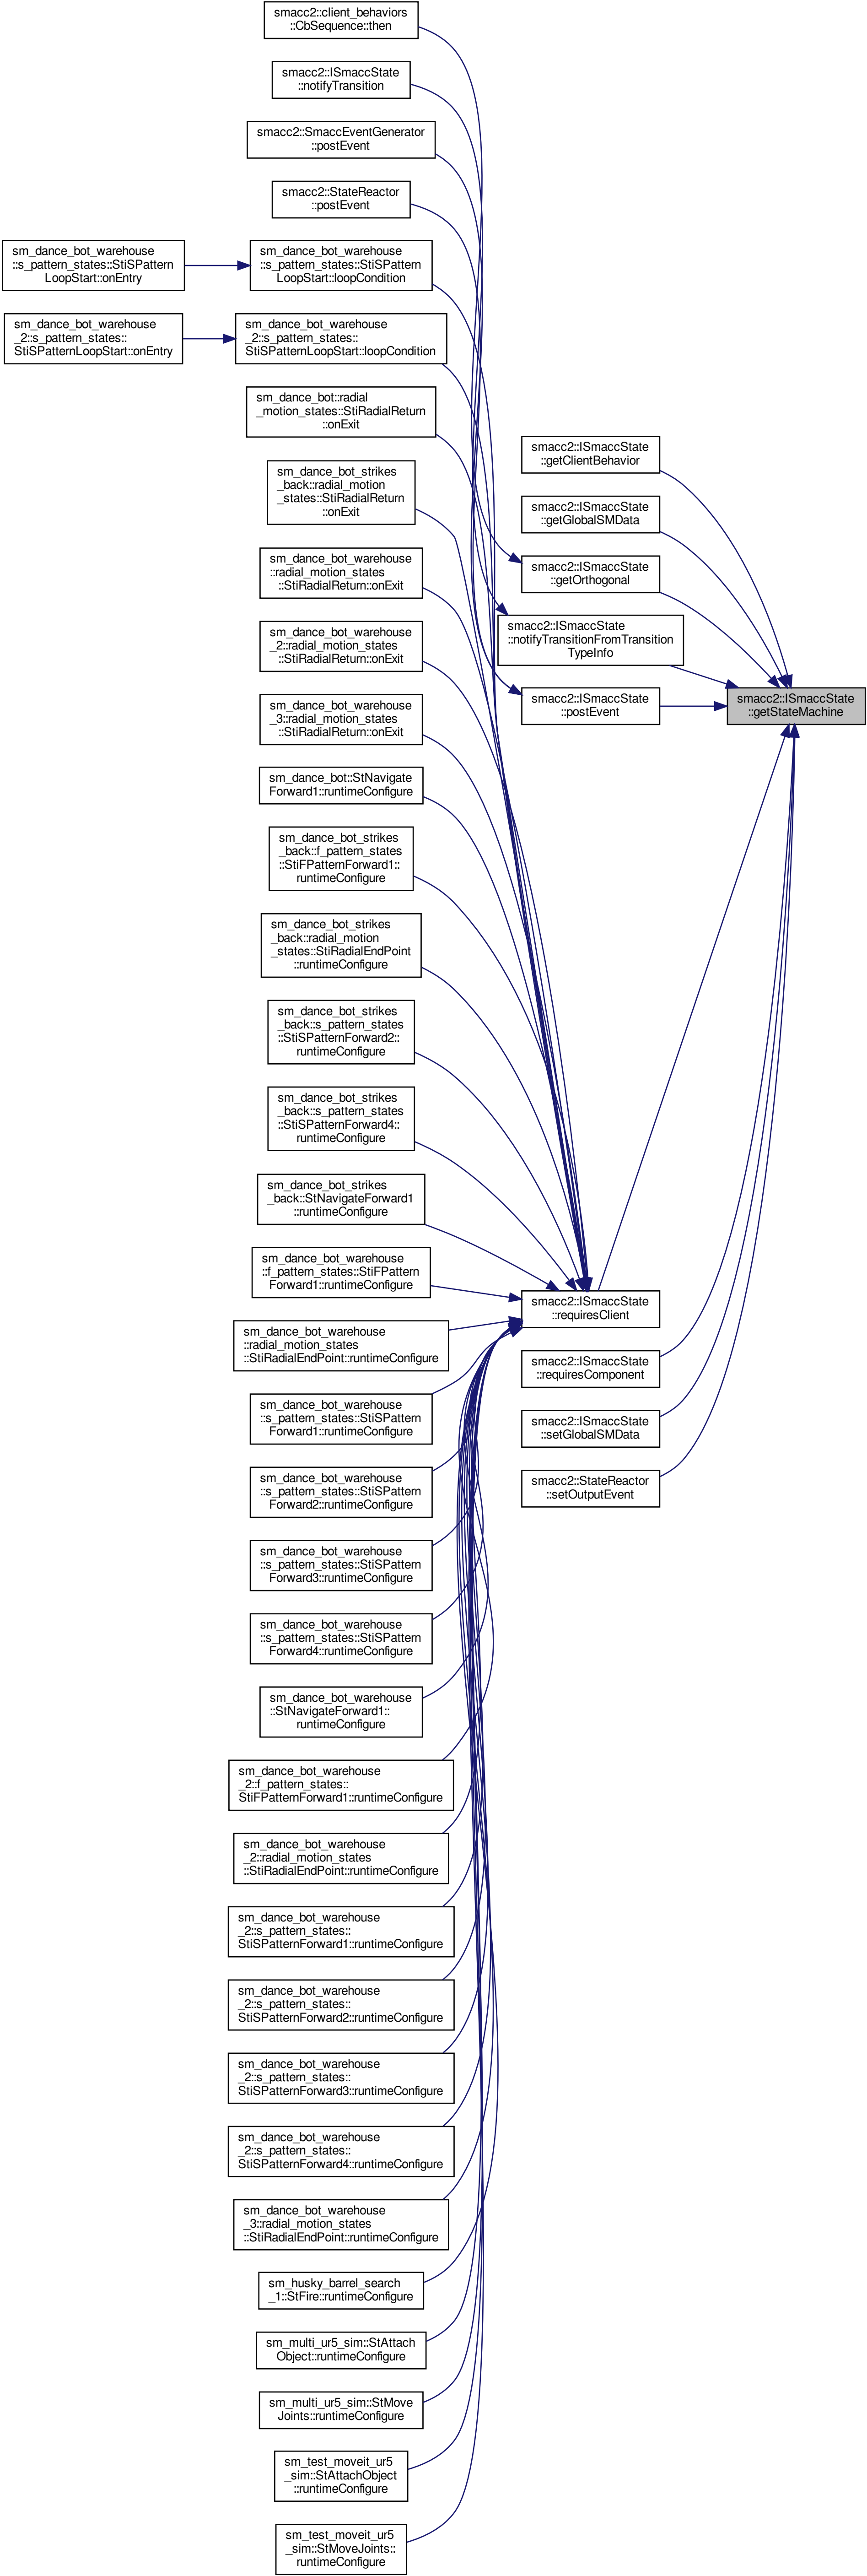 smacc2::client_behaviors
::CbSequence::then
smacc2::ISmaccState
::notifyTransition
smacc2::SmaccEventGenerator
::postEvent
smacc2::StateReactor
::postEvent
sm_dance_bot_warehouse
::s_pattern_states::StiSPattern
LoopStart::onEntry
sm_dance_bot_warehouse
::s_pattern_states::StiSPattern
LoopStart::loopCondition
sm_dance_bot_warehouse
_2::s_pattern_states::
StiSPatternLoopStart::onEntry
sm_dance_bot_warehouse
_2::s_pattern_states::
StiSPatternLoopStart::loopCondition
sm_dance_bot::radial
_motion_states::StiRadialReturn
::onExit
sm_dance_bot_strikes
_back::radial_motion
_states::StiRadialReturn
::onExit
sm_dance_bot_warehouse
::radial_motion_states
::StiRadialReturn::onExit
sm_dance_bot_warehouse
_2::radial_motion_states
::StiRadialReturn::onExit
sm_dance_bot_warehouse
_3::radial_motion_states
::StiRadialReturn::onExit
sm_dance_bot::StNavigate
Forward1::runtimeConfigure
sm_dance_bot_strikes
_back::f_pattern_states
::StiFPatternForward1::
runtimeConfigure
sm_dance_bot_strikes
_back::radial_motion
_states::StiRadialEndPoint
::runtimeConfigure
sm_dance_bot_strikes
_back::s_pattern_states
::StiSPatternForward2::
runtimeConfigure
sm_dance_bot_strikes
_back::s_pattern_states
::StiSPatternForward4::
runtimeConfigure
sm_dance_bot_strikes
_back::StNavigateForward1
::runtimeConfigure
sm_dance_bot_warehouse
::f_pattern_states::StiFPattern
Forward1::runtimeConfigure
sm_dance_bot_warehouse
::radial_motion_states
::StiRadialEndPoint::runtimeConfigure
sm_dance_bot_warehouse
::s_pattern_states::StiSPattern
Forward1::runtimeConfigure
sm_dance_bot_warehouse
::s_pattern_states::StiSPattern
Forward2::runtimeConfigure
sm_dance_bot_warehouse
::s_pattern_states::StiSPattern
Forward3::runtimeConfigure
sm_dance_bot_warehouse
::s_pattern_states::StiSPattern
Forward4::runtimeConfigure
sm_dance_bot_warehouse
::StNavigateForward1::
runtimeConfigure
sm_dance_bot_warehouse
_2::f_pattern_states::
StiFPatternForward1::runtimeConfigure
sm_dance_bot_warehouse
_2::radial_motion_states
::StiRadialEndPoint::runtimeConfigure
sm_dance_bot_warehouse
_2::s_pattern_states::
StiSPatternForward1::runtimeConfigure
sm_dance_bot_warehouse
_2::s_pattern_states::
StiSPatternForward2::runtimeConfigure
sm_dance_bot_warehouse
_2::s_pattern_states::
StiSPatternForward3::runtimeConfigure
sm_dance_bot_warehouse
_2::s_pattern_states::
StiSPatternForward4::runtimeConfigure
sm_dance_bot_warehouse
_3::radial_motion_states
::StiRadialEndPoint::runtimeConfigure
sm_husky_barrel_search
_1::StFire::runtimeConfigure
sm_multi_ur5_sim::StAttach
Object::runtimeConfigure
sm_multi_ur5_sim::StMove
Joints::runtimeConfigure
sm_test_moveit_ur5
_sim::StAttachObject
::runtimeConfigure
sm_test_moveit_ur5
_sim::StMoveJoints::
runtimeConfigure
smacc2::ISmaccState
::getClientBehavior
smacc2::ISmaccState
::getGlobalSMData
smacc2::ISmaccState
::getOrthogonal
smacc2::ISmaccState
::notifyTransitionFromTransition
TypeInfo
smacc2::ISmaccState
::postEvent
smacc2::ISmaccState
::requiresClient
smacc2::ISmaccState
::requiresComponent
smacc2::ISmaccState
::setGlobalSMData
smacc2::StateReactor
::setOutputEvent
smacc2::ISmaccState
::getStateMachine